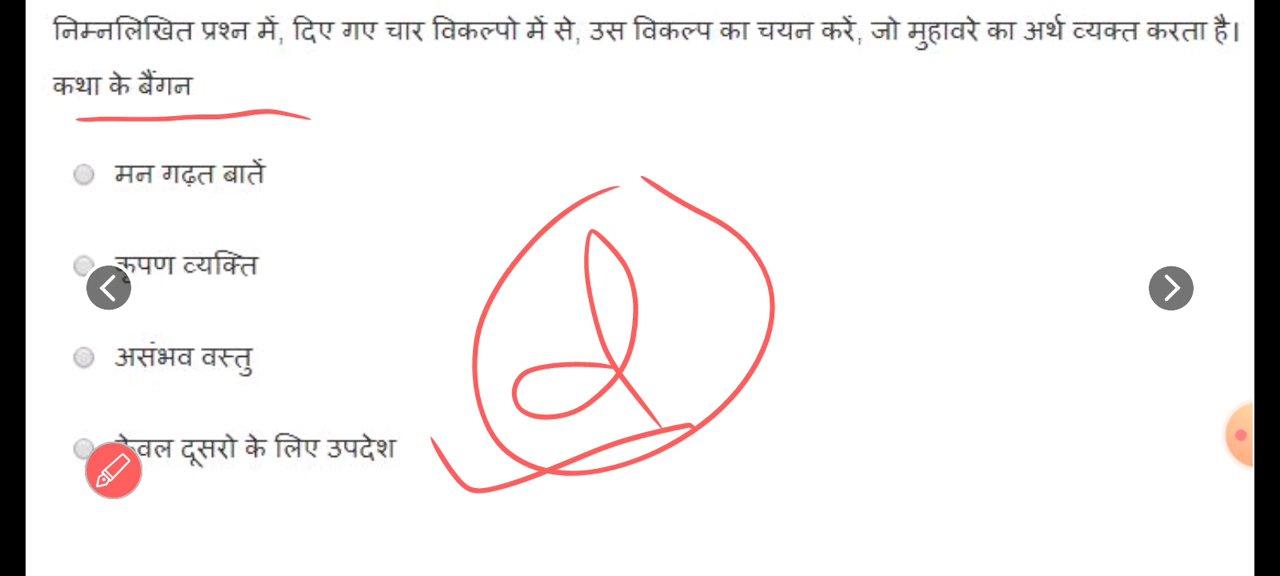 निम्नलिखित प्रश्न में, दिए गए चार विकल्पो में से, उस विकल्प का चयन करें, जो मुहावरे का अर्थ व्यक्त करता है।
कथा के बैंगन
मन गढ़त बातें
कृपण व्यक्ति
असंभव वस्तु
केवल दूसरो के लिए उपदेश